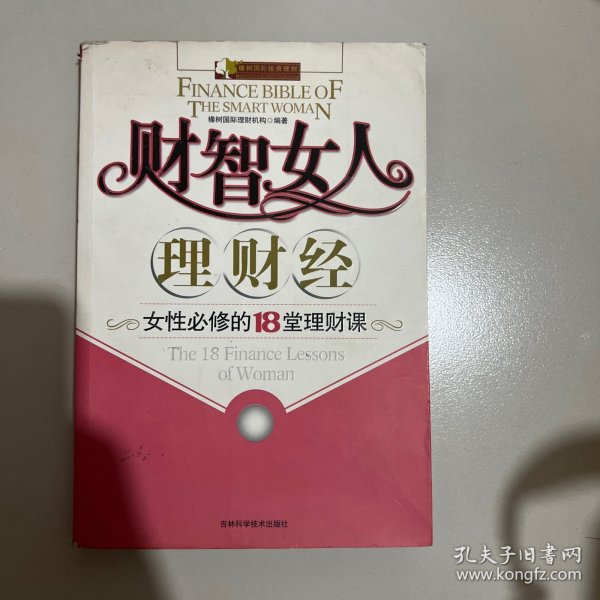 橡树国际投资理财
FINANCE BIBLE OF
THE SMART WOMAN
橡树国际理财机构◎编著
财智女人
理财经
女性必修的18堂理财课
The 18 Finance Lessons
of Woman
吉林科学技术出版社
孔夫子旧书网
www.kongfz.com